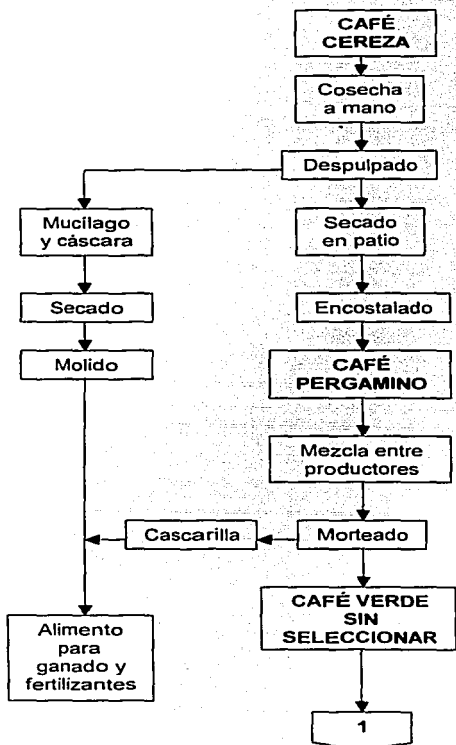 CAFÉ
CEREZA
Cosecha
a mano
Despulpado
Mucílago
y cáscara
Secado
en patio
Secado
Encostalado
Molido
CAFÉ
PERGAMINO
Mezcla entre
productores
Cascarilla
Morteado
CAFÉ VERDE
SIN
SELECCIONAR
Alimento
para
ganado y
fertilizantes
1